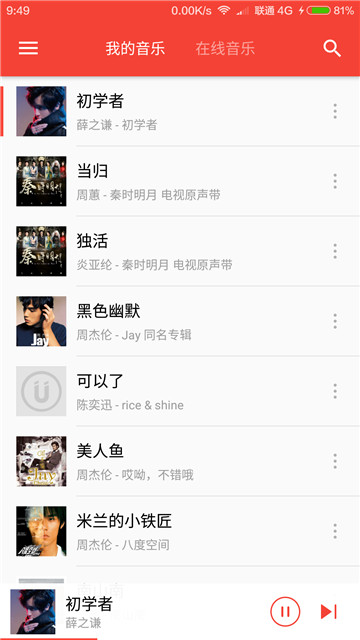 9:49
0.00K/s
联通 4G
81%
我的音乐
在线音乐
初学者
薛之谦 - 初学者
当归
周蕙 - 秦时明月 电视原声带
独活
炎亚纶 - 秦时明月 电视原声带
黑色幽默
周杰伦 - Jay 同名专辑
Jay
可以了
陈奕迅 - rice & shine
美人鱼
周杰伦 - 哎呦，不错哦
Jay
米兰的小铁匠
周杰伦 - 八度空间
初学者
薛之谦